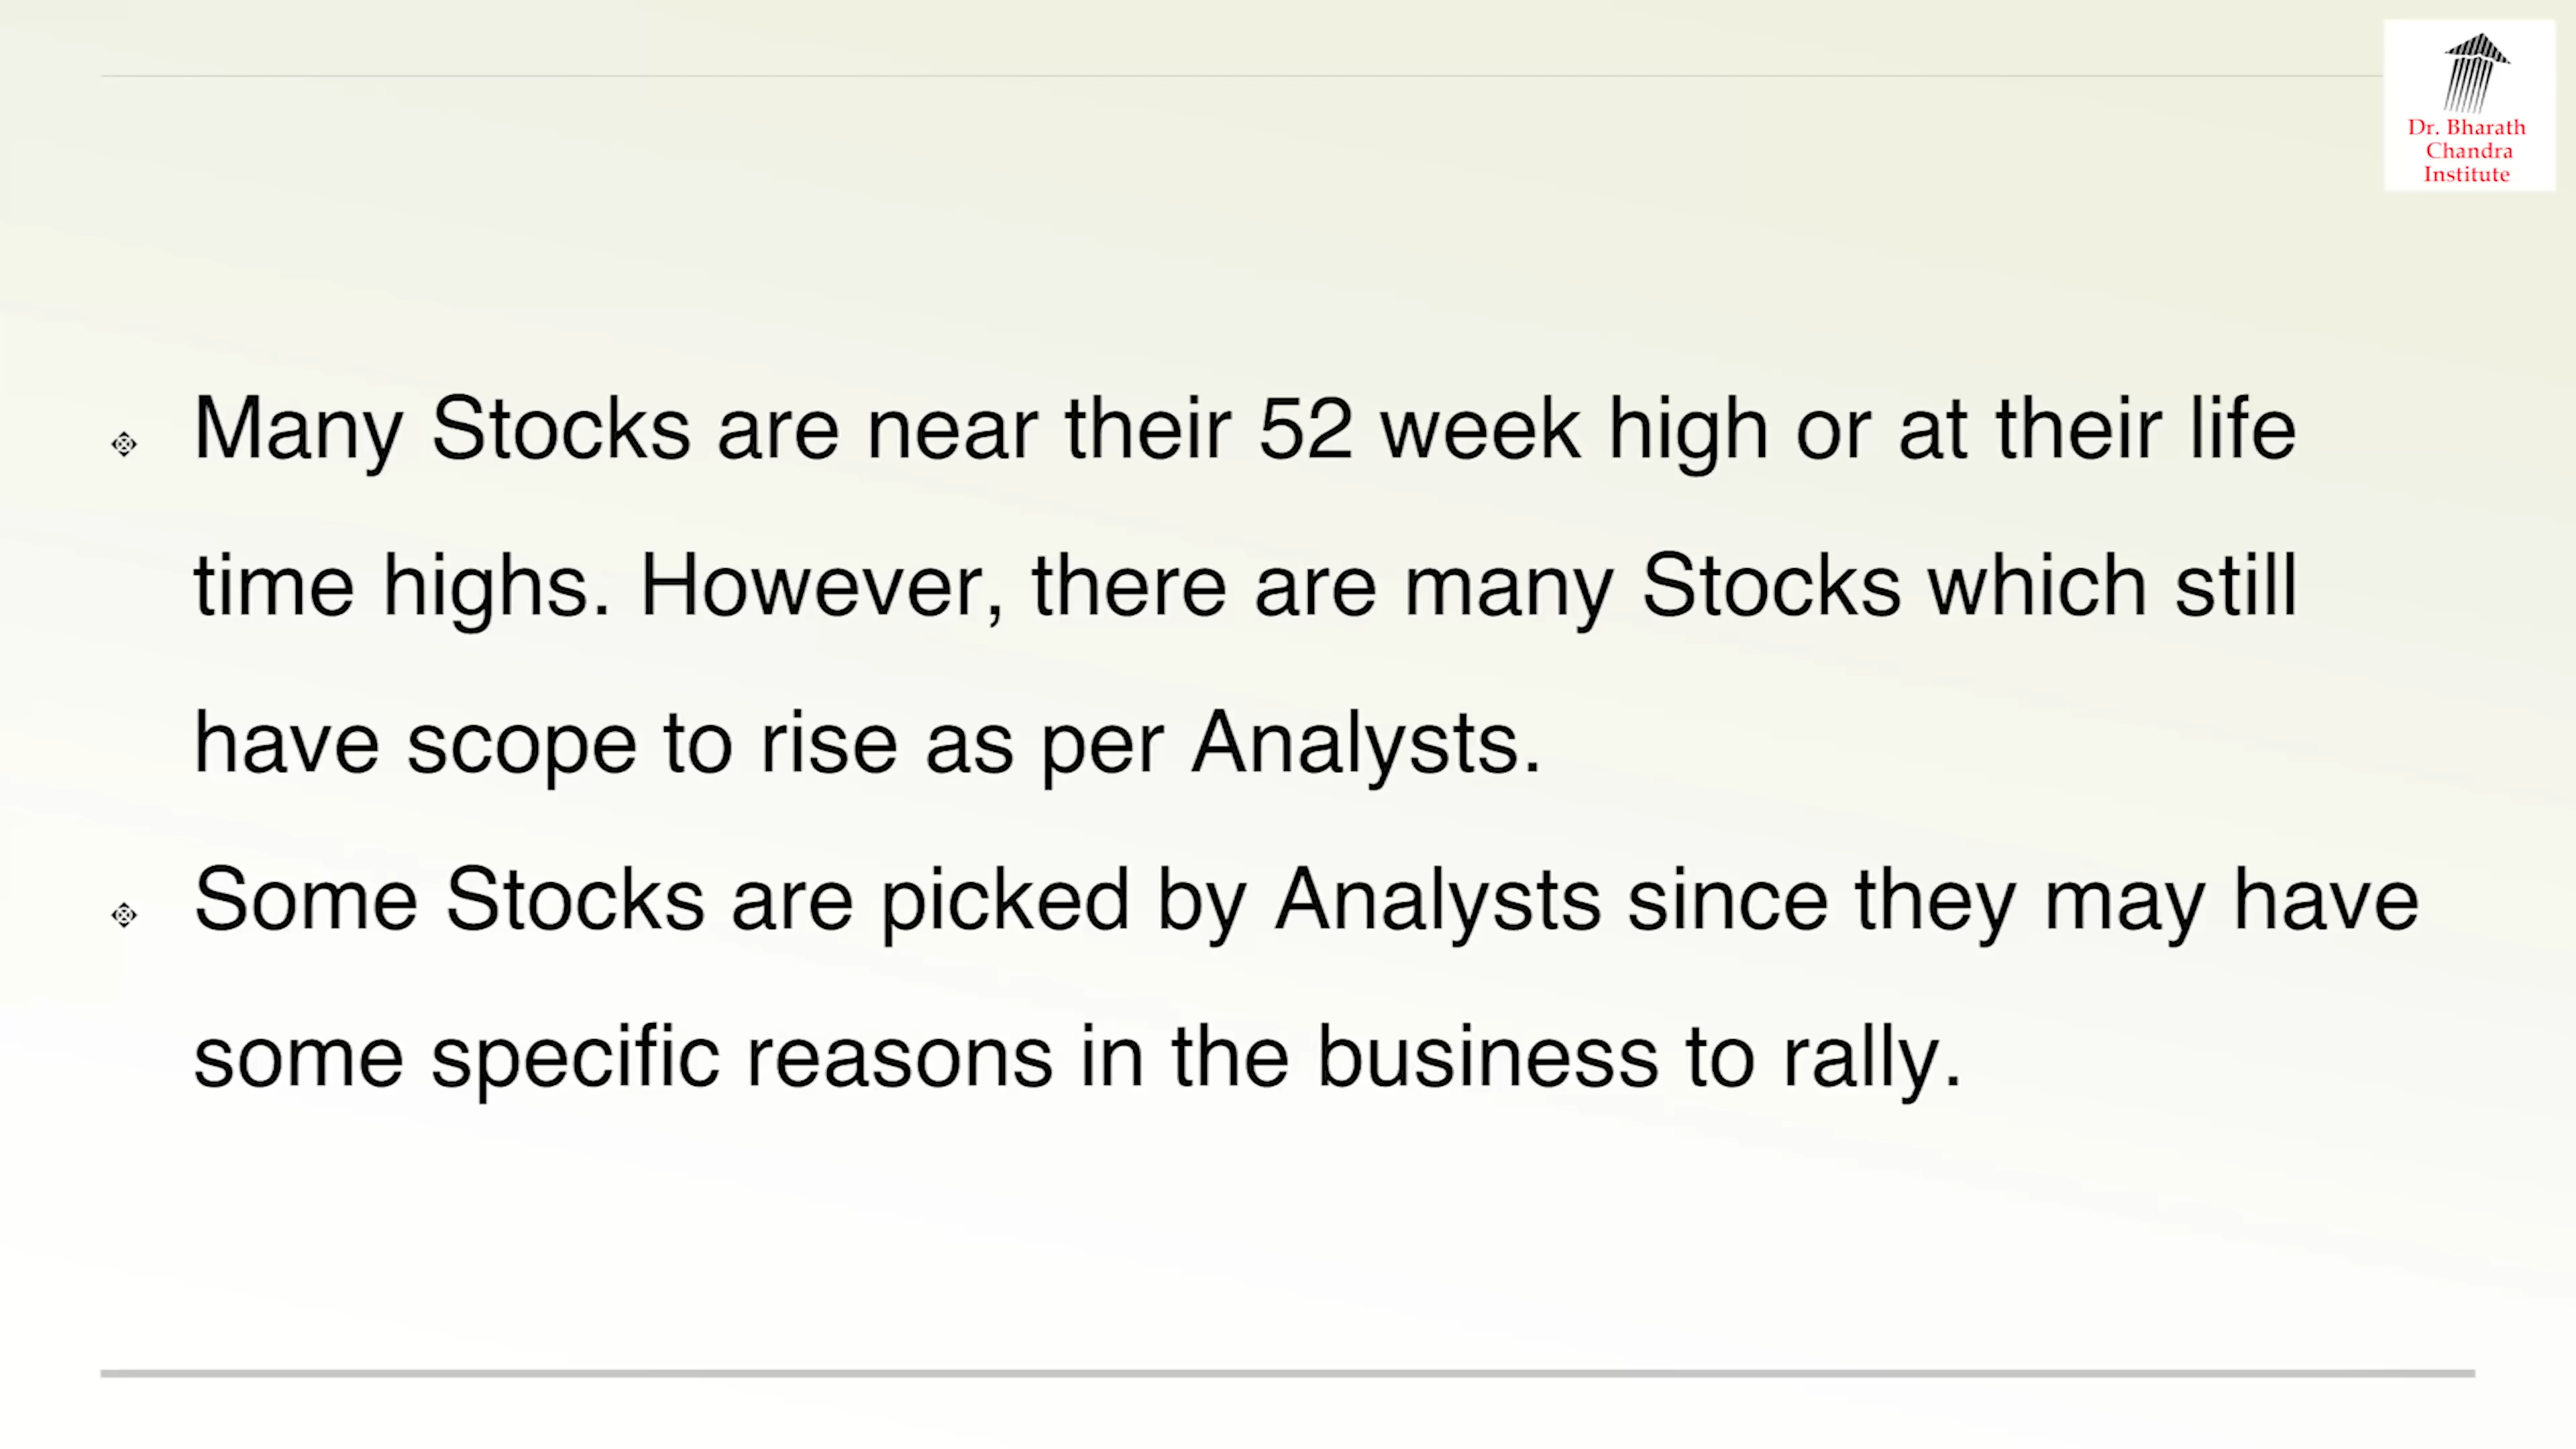 Dr. Bharath
Chandra
Institute
Many Stocks are near their 52 week high or at their life
time highs. However, there are many Stocks which still
have scope to rise as per Analysts.
Some Stocks are picked by Analysts since they may have
some specific reasons in the business to rally.